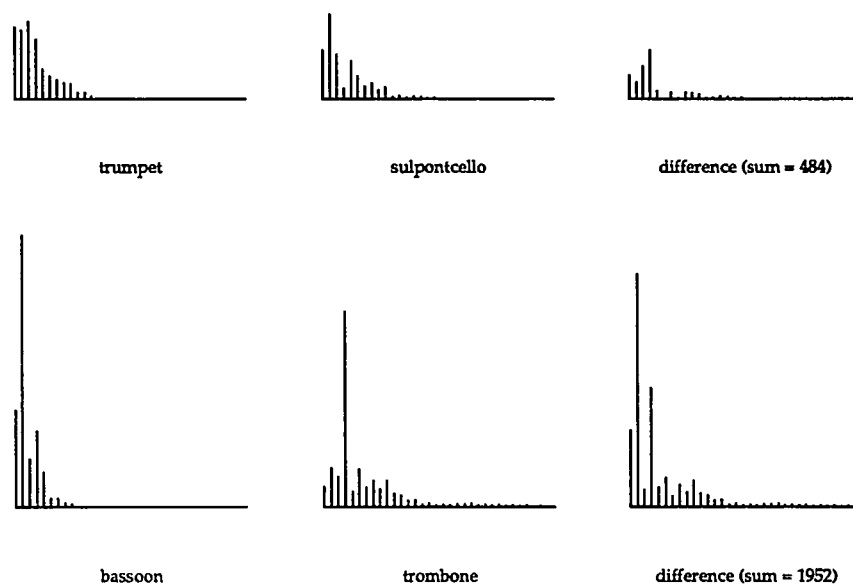 trumpet
sulpontcello
difference (sum = 484)
bassoon
trombone
difference (sum = 1952)